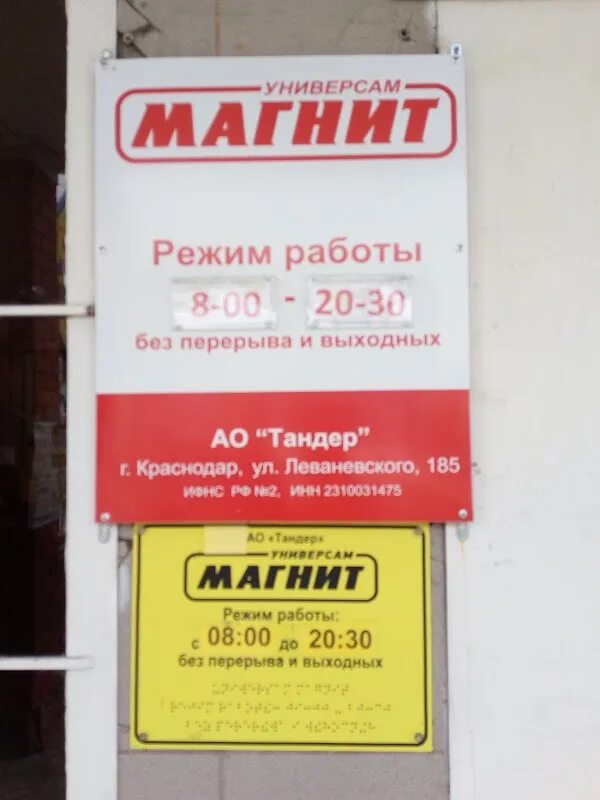 УНИВЕРСАМ
МАГНИТ
Режим работы
8-00 - 20-30
без перерыва и выходных
АО "Тандер"
г. Краснодар, ул. Леваневского, 185
ИФНС РФ №2, ИНН 2310031475
АО «Тандер»
УНИВЕРСАМ
МАГНИТ
Режим работы:
с 08:00 до 20:30
без перерыва и выходных